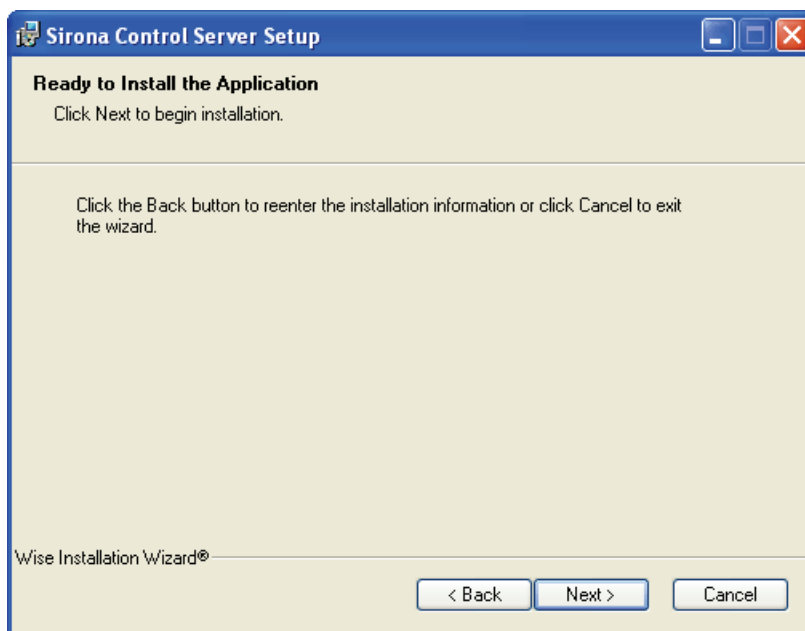 Sirona Control Server Setup
Ready to Install the Application
Click Next to begin installation.
Click the Back button to reenter the installation information or click Cancel to exit
the wizard.
Wise Installation Wizard®
< Back
Next >
Cancel